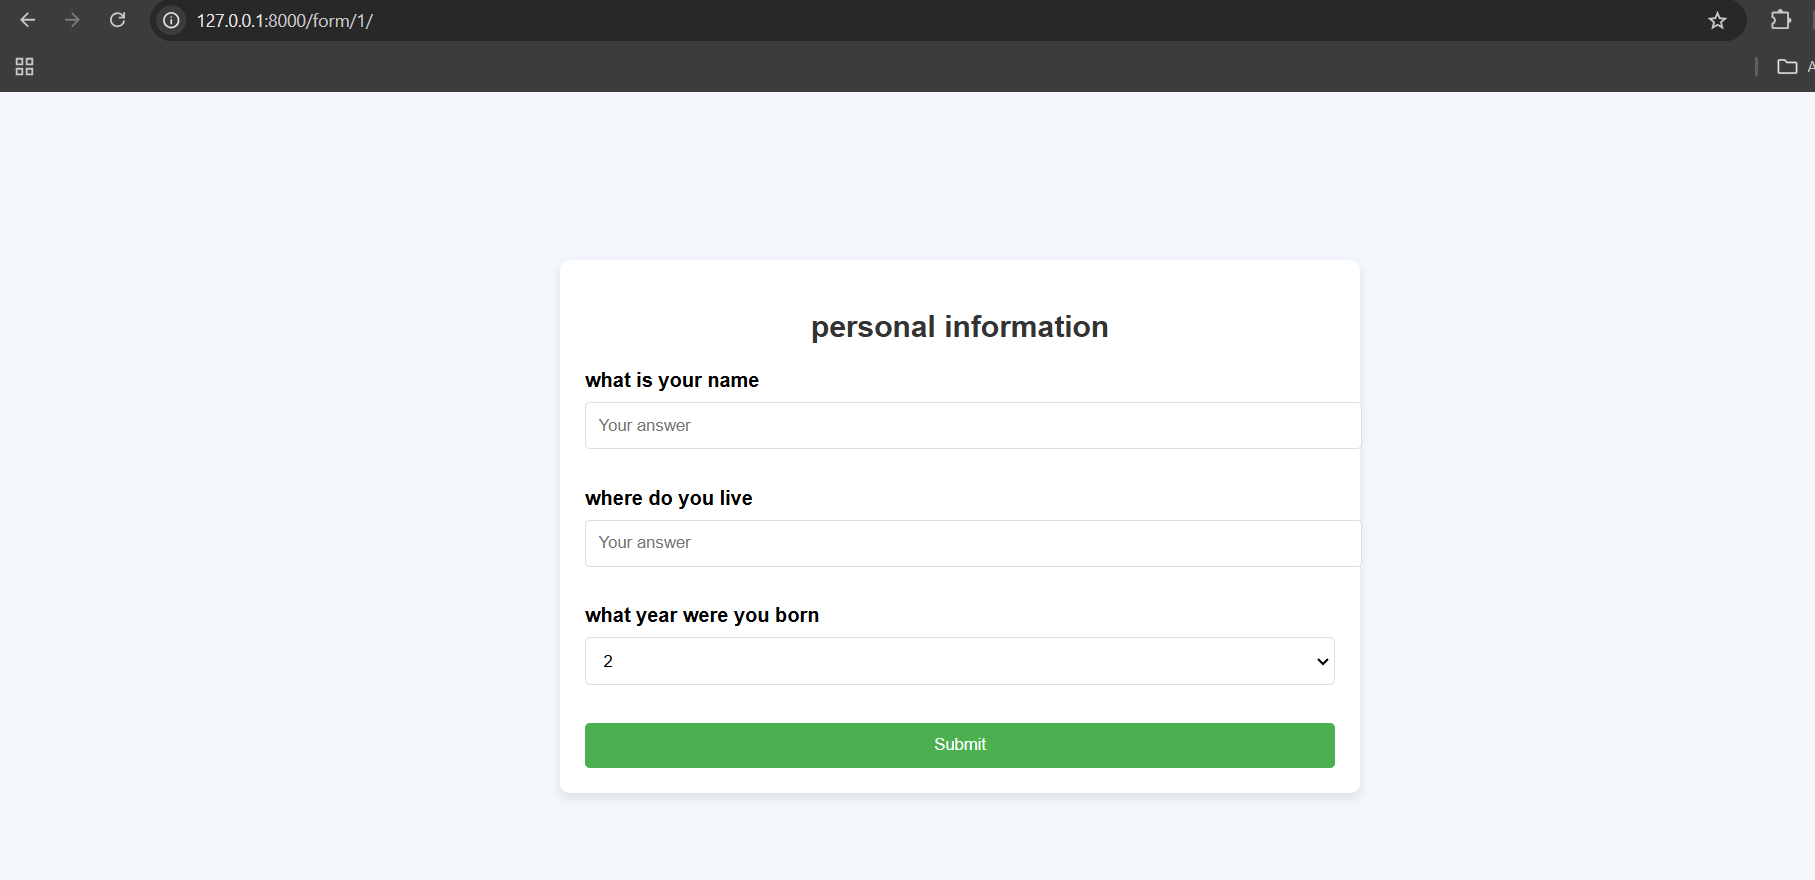 127.0.0.1:8000/form/1/
A
personal information
what is your name
Your answer
where do you live
Your answer
what year were you born
2
Submit